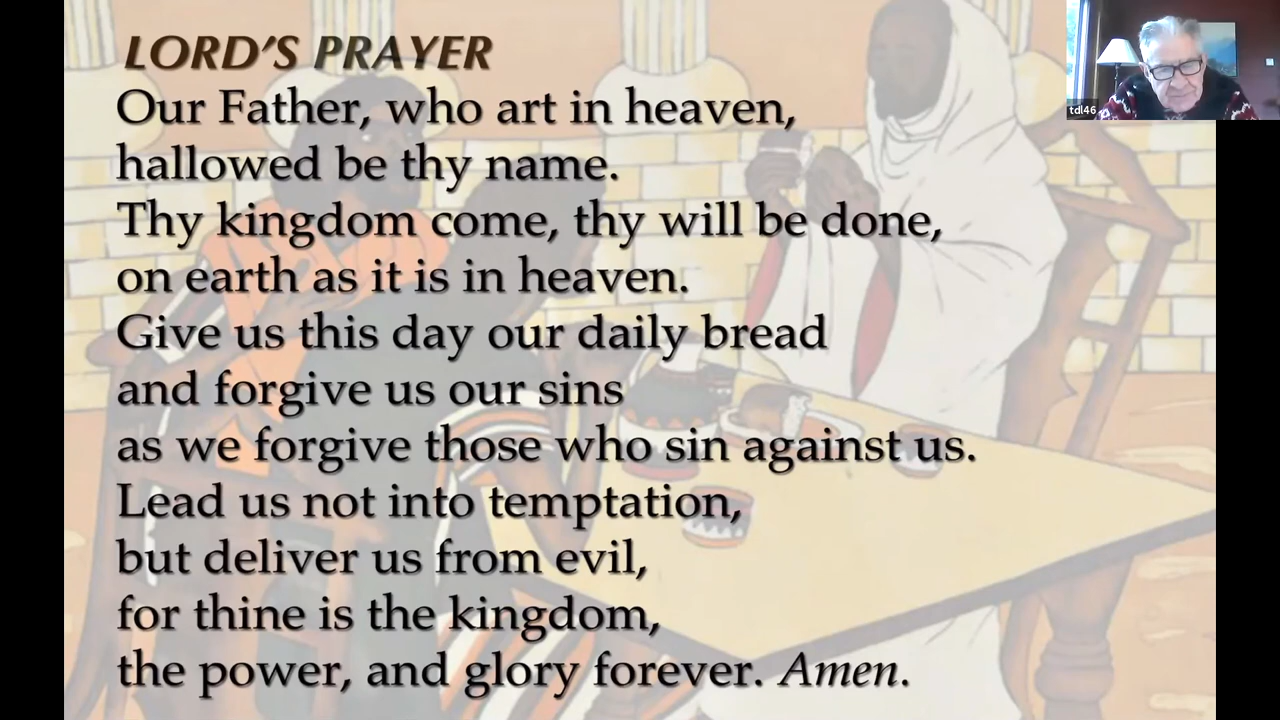 LORD'S PRAYER
Our Father, who art in heaven,
hallowed be thy name.
Thy kingdom come, thy will be done,
on earth as it is in heaven.
Give us this day our daily bread
and forgive us our sins
as we forgive those who sin against us.
Lead us not into temptation,
but deliver us from evil,
for thine is the kingdom,
the power, and glory forever. Amen.
tdl46